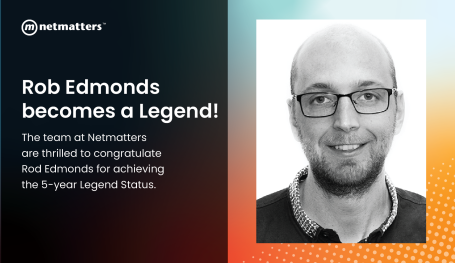 netmatters™
Rob Edmonds
becomes a Legend!
The team at Netmatters
are thrilled to congratulate
Rod Edmonds for achieving
the 5-year Legend Status.